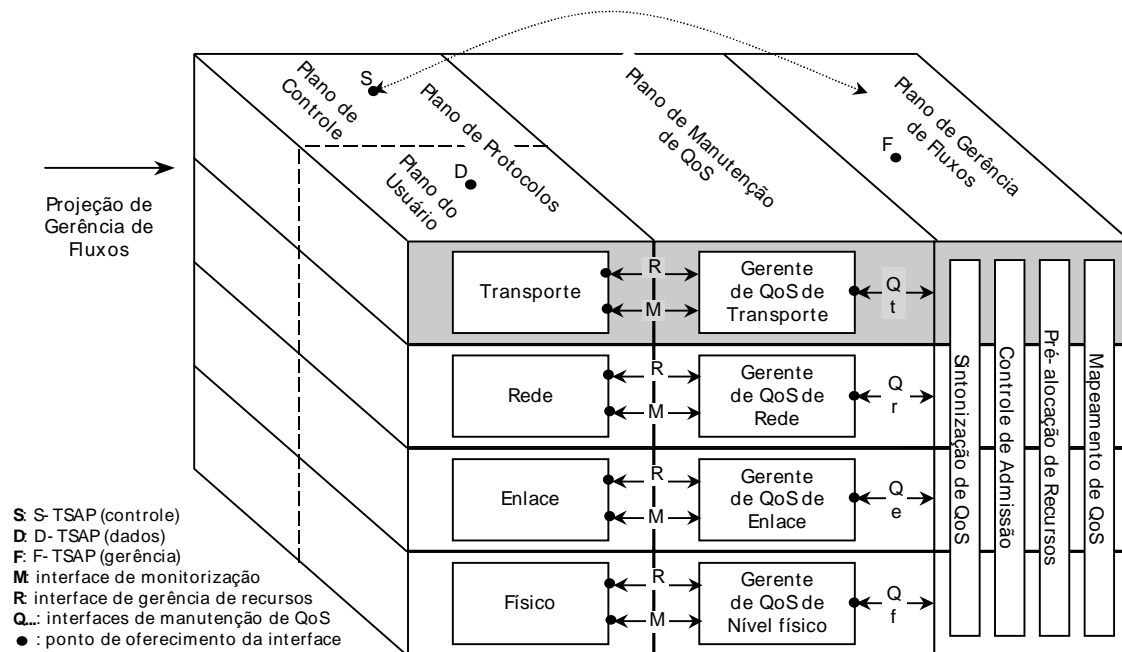 Plano de
Controle
S
Plano de Protocolos
Plano do
Usuário
D
Plano de Manutenção
de QoS
Plano de Gerência
de Fluxos
F
Projeção de
Gerência de
Fluxos
Transporte
R
M
Gerente
de QoS de
Transporte
Q
t
Rede
R
M
Gerente
de QoS de
Rede
Q
r
Enlace
R
M
Gerente
de QoS de
Enlace
Q
e
Físico
R
M
Gerente
de QoS de
Nível físico
Q
f
Sintonização de QoS
Controle de Admissão
Pré- alocação de Recursos
Mapeamento de QoS
S: S- TSAP (controle)
D: D- TSAP (dados)
F: F- TSAP (gerência)
M: interface de monitorização
R: interface de gerência de recursos
Q...: interfaces de manutenção de QoS
● : ponto de oferecimento da interface